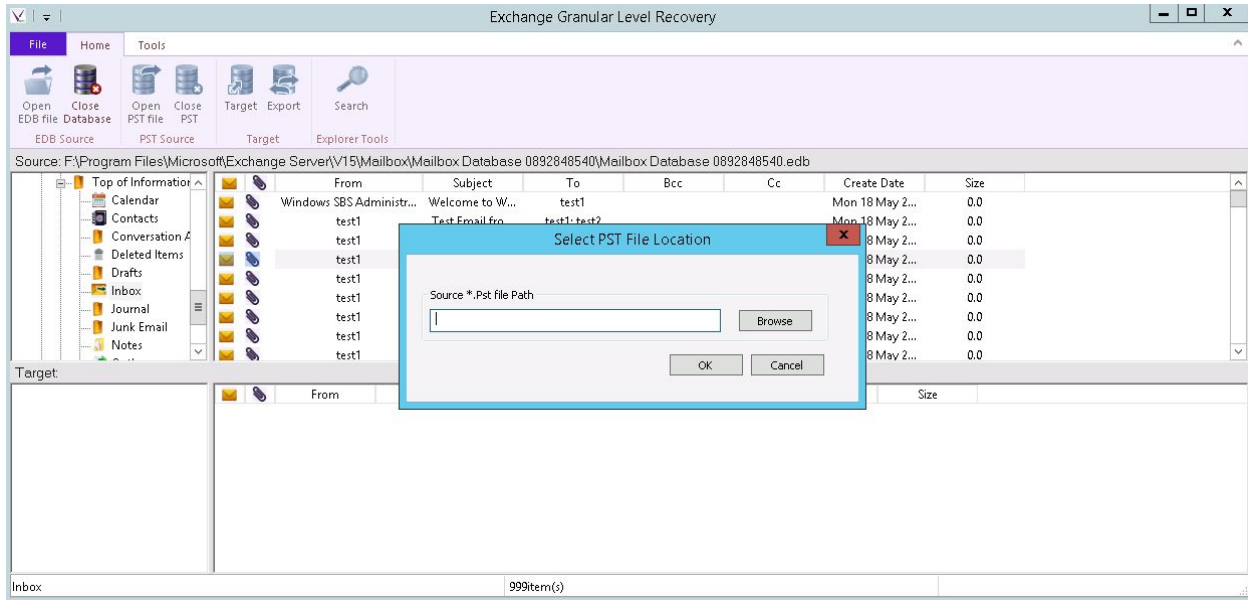 Exchange Granular Level Recovery
File Home Tools
Open EDB file
Close Database
Open PST file
Close PST
Target
Export
Search
EDB Source
PST Source
Target
Explorer Tools
Source: F:\Program Files\Microsoft\Exchange Server\V15\Mailbox\Mailbox Database 0892848540\Mailbox Database 0892848540.edb
Top of Information
Calendar
Contacts
Conversation A
Deleted Items
Drafts
Inbox
Journal
Junk Email
Notes
From Subject To Bcc Cc Create Date Size
Windows SBS Administr... Welcome to W... test1 Mon 18 May 2... 0.0
test1 Test Email fro test1; test2 Mon 18 May 2... 0.0
test1 8 May 2... 0.0
test1 8 May 2... 0.0
test1 8 May 2... 0.0
test1 8 May 2... 0.0
test1 8 May 2... 0.0
test1 8 May 2... 0.0
test1 8 May 2... 0.0
Select PST File Location
Source *.Pst file Path
Browse
OK Cancel
Target:
From Size
Inbox 999item(s)